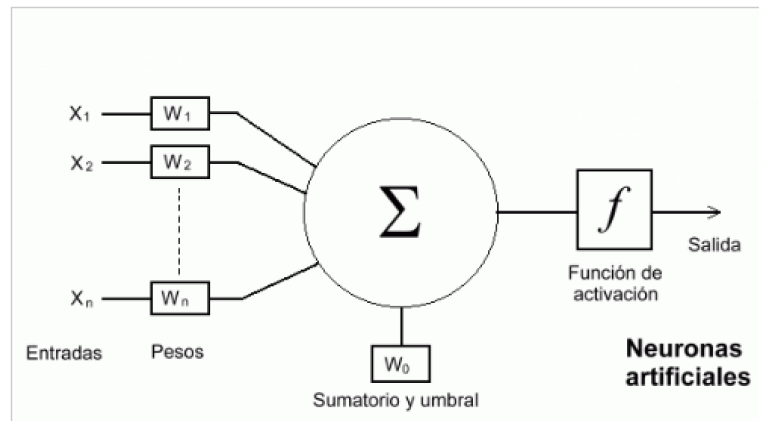 X₁ W₁
X₂ W₂
Σ
f
Salida
Función de
activación
Xₙ Wₙ
Entradas Pesos
W₀
Sumatorio y umbral
Neuronas
artificiales